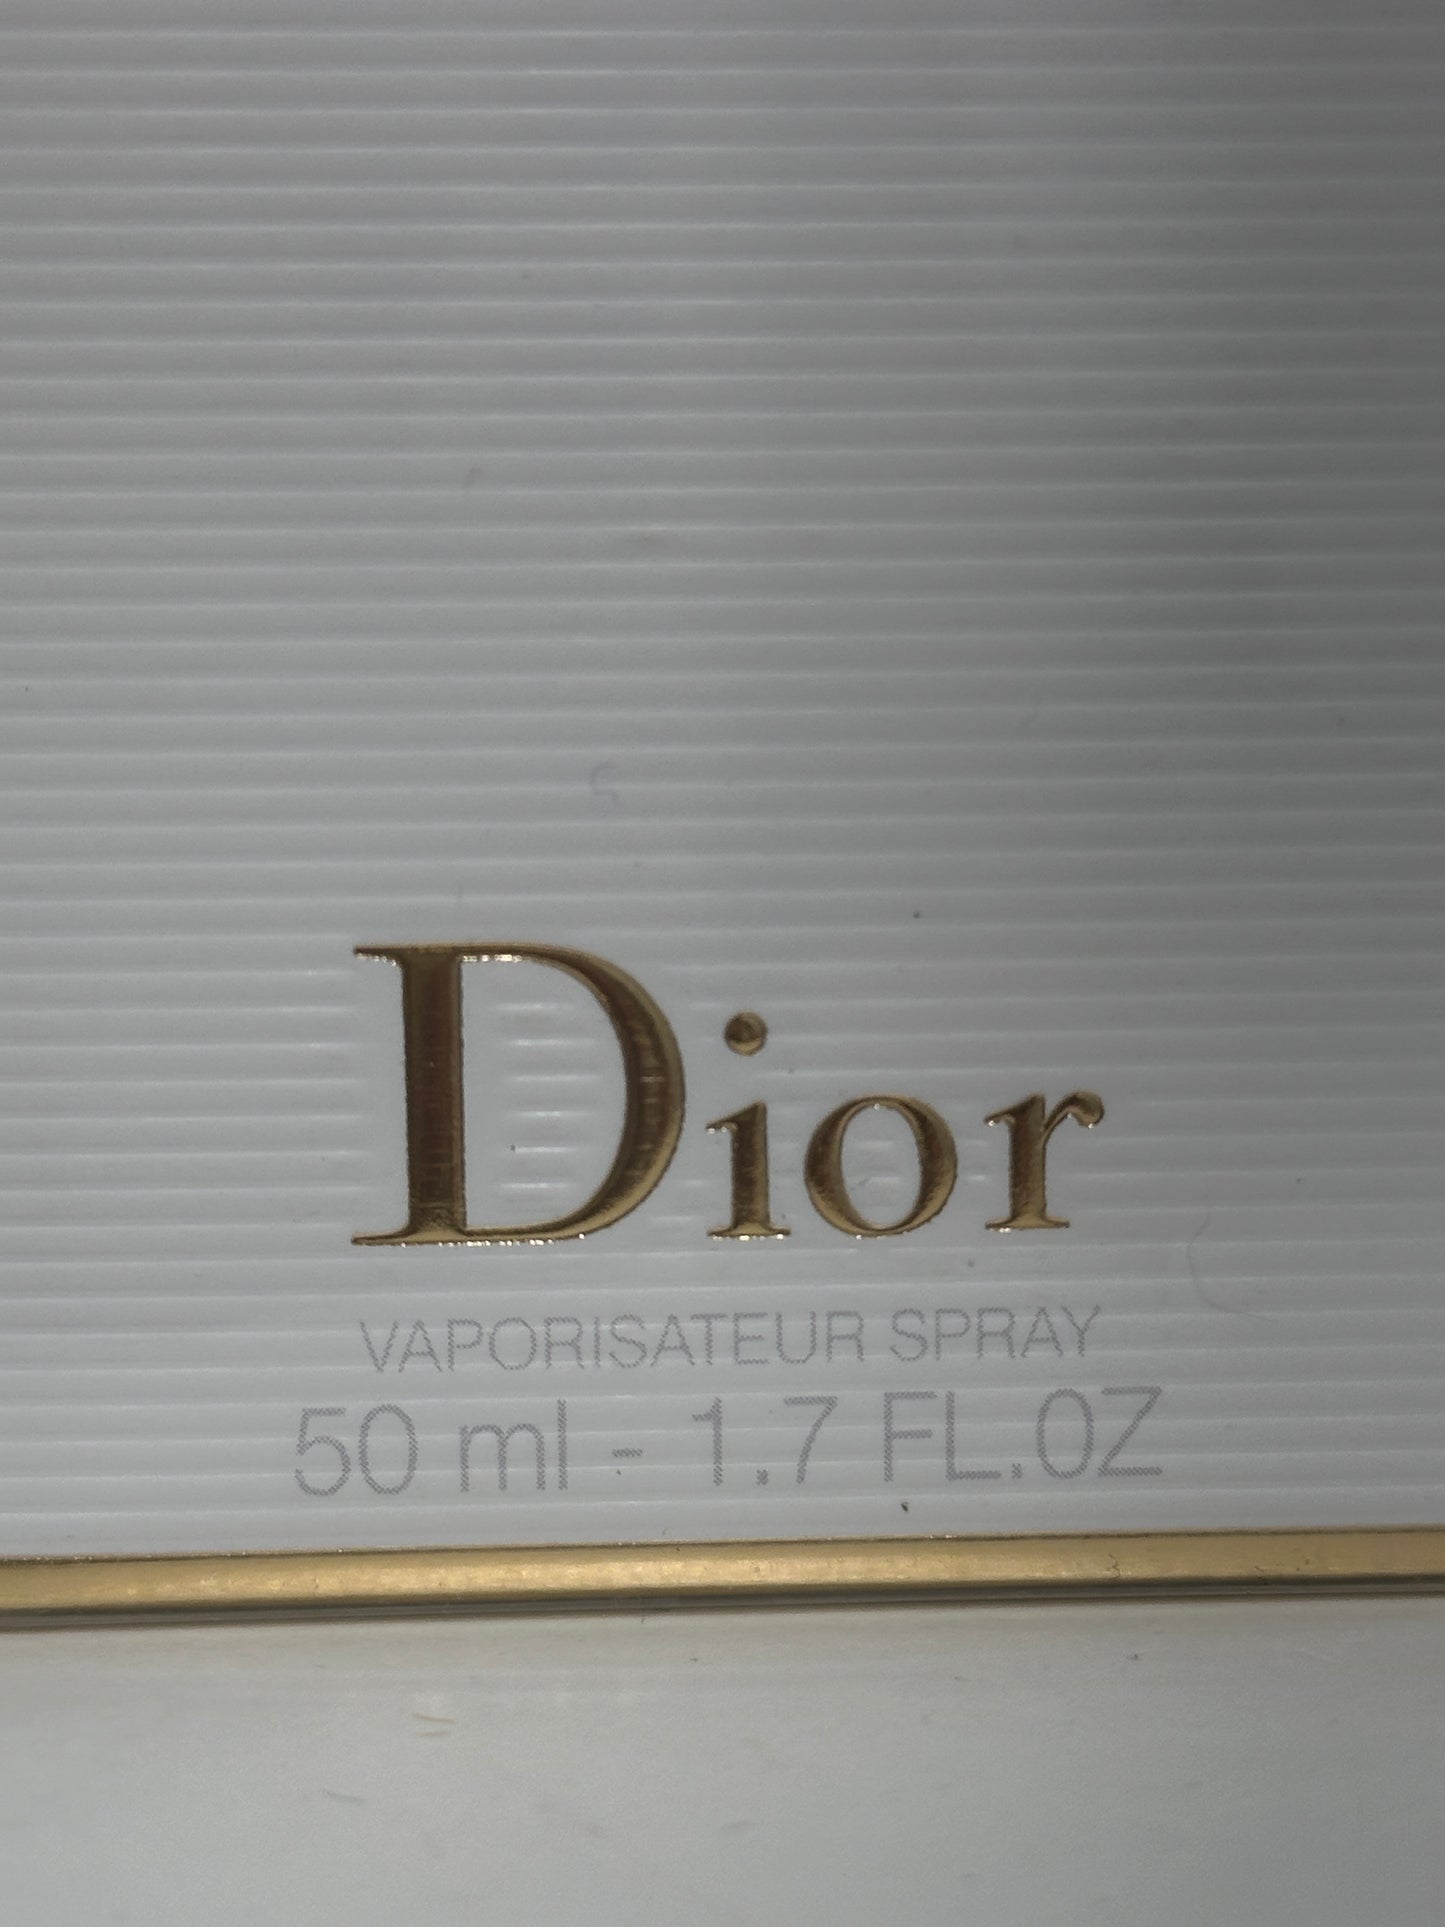 Dior
VAPORISATEUR SPRAY
50 ml - 1.7 FL.OZ